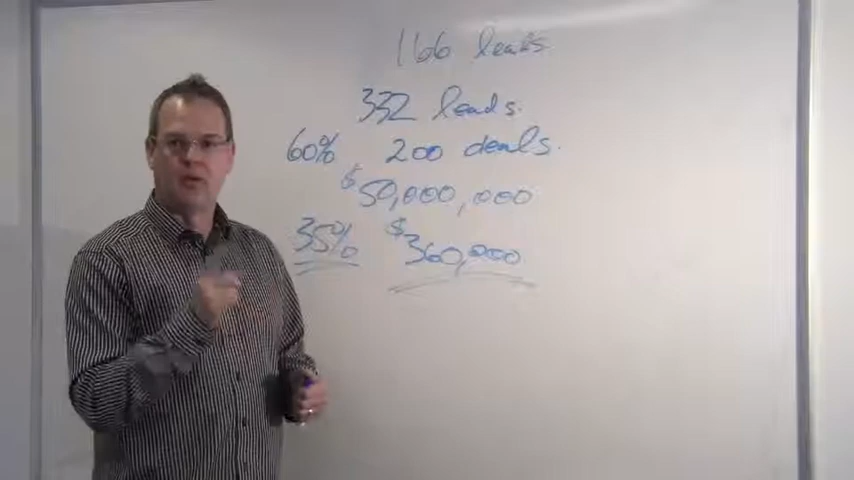 166 leads
332 leads.
60% 200 deals.
$50,000,000
35% $360,000